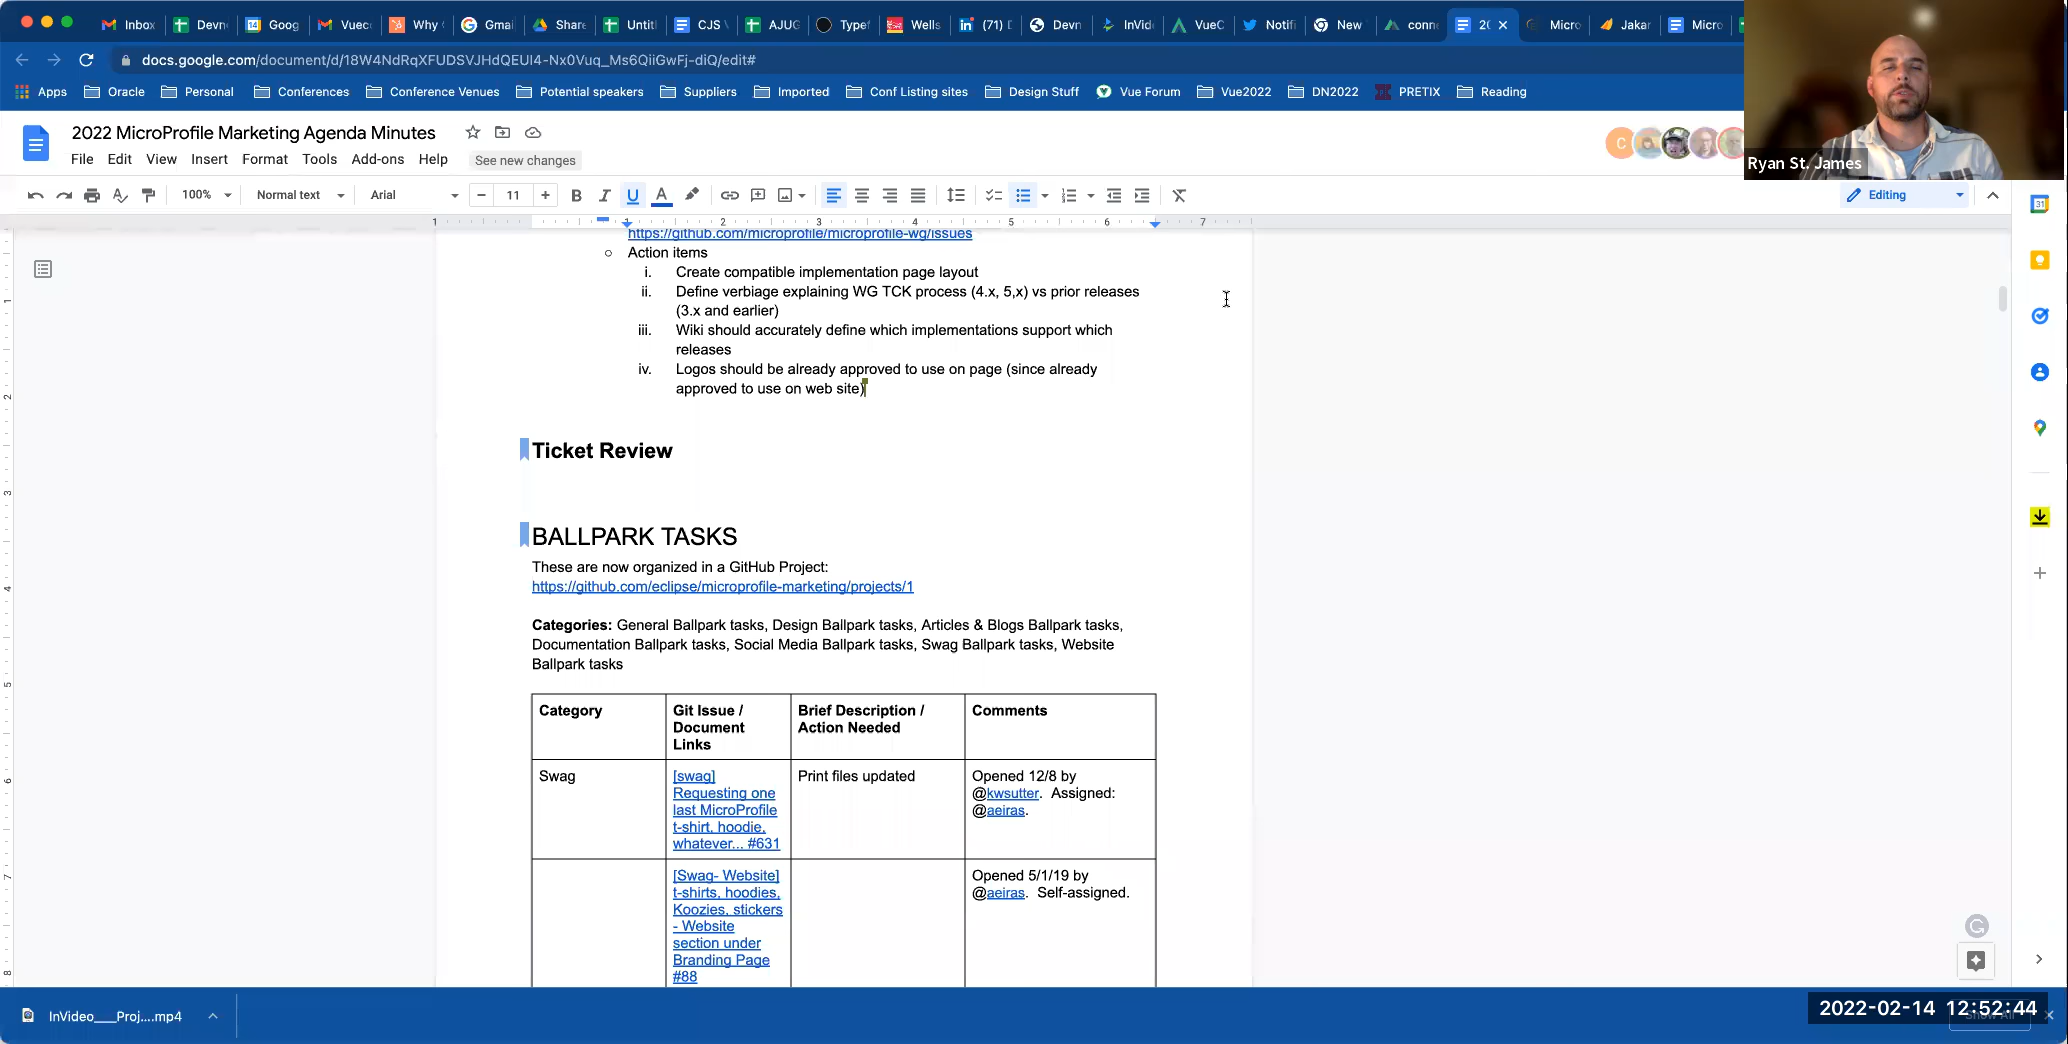 Inbox
Devn
Goog
Vuec
Why
Gmai
Share
Untitl
CJS
AJUG
Typef
Wells
(71)
Devn
InVid
VueC
Notifi
New
conn
20
Micro
Jakar
Micro
docs.google.com/document/d/18W4NdRqXFUDSVJHdQEUI4-Nx0Vuq_Ms6QiiGwFj-diQ/edit#
Apps Oracle Personal Conferences Conference Venues Potential speakers Suppliers Imported Conf Listing sites Design Stuff Vue Forum Vue2022 DN2022 PRETIX Reading
2022 MicroProfile Marketing Agenda Minutes
File Edit View Insert Format Tools Add-ons Help See new changes
C
Ryan St. James
100% Normal text Arial 11 Editing
1 1 2 3 4 5 6 7
https://github.com/microprofile/microprofile-wg/issues
Action items
i. Create compatible implementation page layout
ii. Define verbiage explaining WG TCK process (4.x, 5,x) vs prior releases
(3.x and earlier)
iii. Wiki should accurately define which implementations support which
releases
iv. Logos should be already approved to use on page (since already
approved to use on web site)
Ticket Review
BALLPARK TASKS
These are now organized in a GitHub Project:
https://github.com/eclipse/microprofile-marketing/projects/1
Categories: General Ballpark tasks, Design Ballpark tasks, Articles & Blogs Ballpark tasks,
Documentation Ballpark tasks, Social Media Ballpark tasks, Swag Ballpark tasks, Website
Ballpark tasks
Category
Git Issue /
Document
Links
Brief Description /
Action Needed
Comments
Swag
[swag]
Requesting one
last MicroProfile
t-shirt, hoodie,
whatever... #631
Print files updated
Opened 12/8 by
@kwsutter. Assigned:
@aeiras.
[Swag- Website]
t-shirts, hoodies,
Koozies, stickers
- Website
section under
Branding Page
#88
Opened 5/1/19 by
@aeiras. Self-assigned.
InVideo___Proj....mp4
2022-02-14 12:52:44
Show All